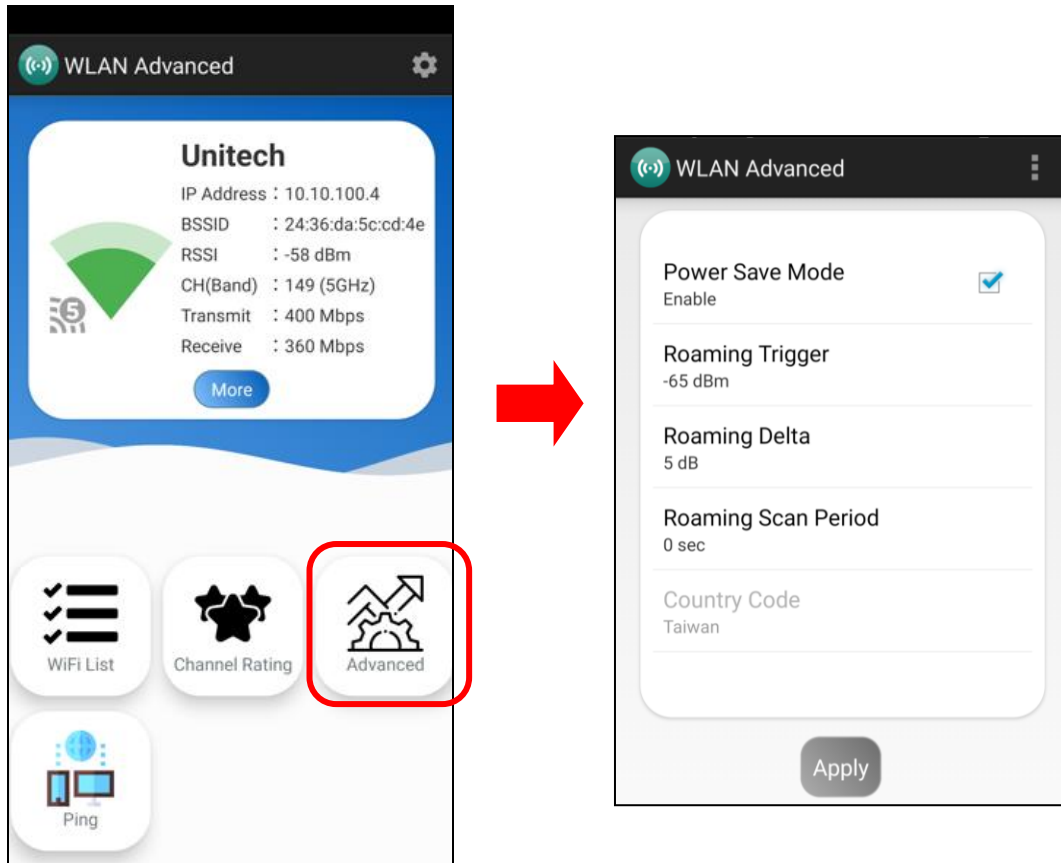 WLAN Advanced
Unitech
IP Address : 10.10.100.4
BSSID : 24:36:da:5c:cd:4e
RSSI : -58 dBm
CH(Band) : 149 (5GHz)
Transmit : 400 Mbps
Receive : 360 Mbps
5
More
WiFi List
Channel Rating
Advanced
Ping
WLAN Advanced
Power Save Mode
Enable
Roaming Trigger
-65 dBm
Roaming Delta
5 dB
Roaming Scan Period
0 sec
Country Code
Taiwan
Apply